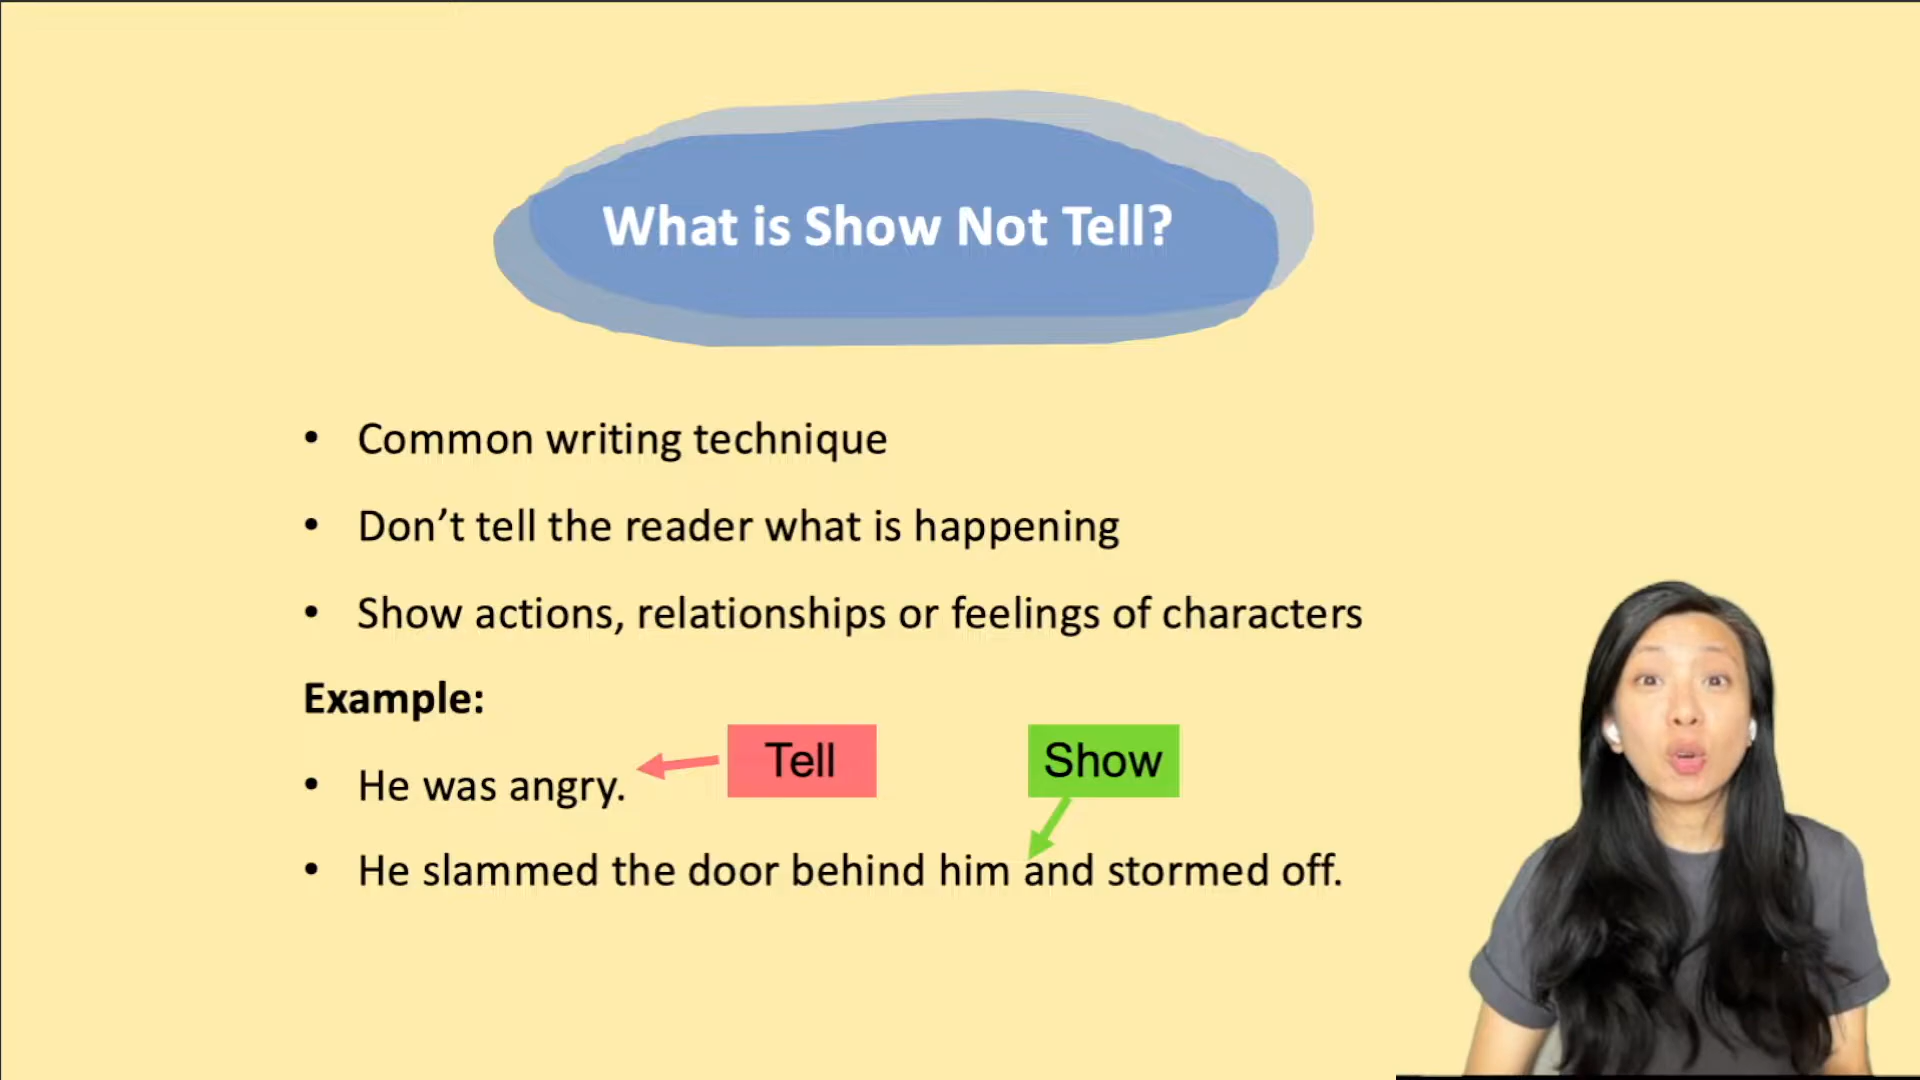 What is Show Not Tell?
• Common writing technique
• Don’t tell the reader what is happening
• Show actions, relationships or feelings of characters
Example:
Tell
Show
• He was angry.
• He slammed the door behind him and stormed off.